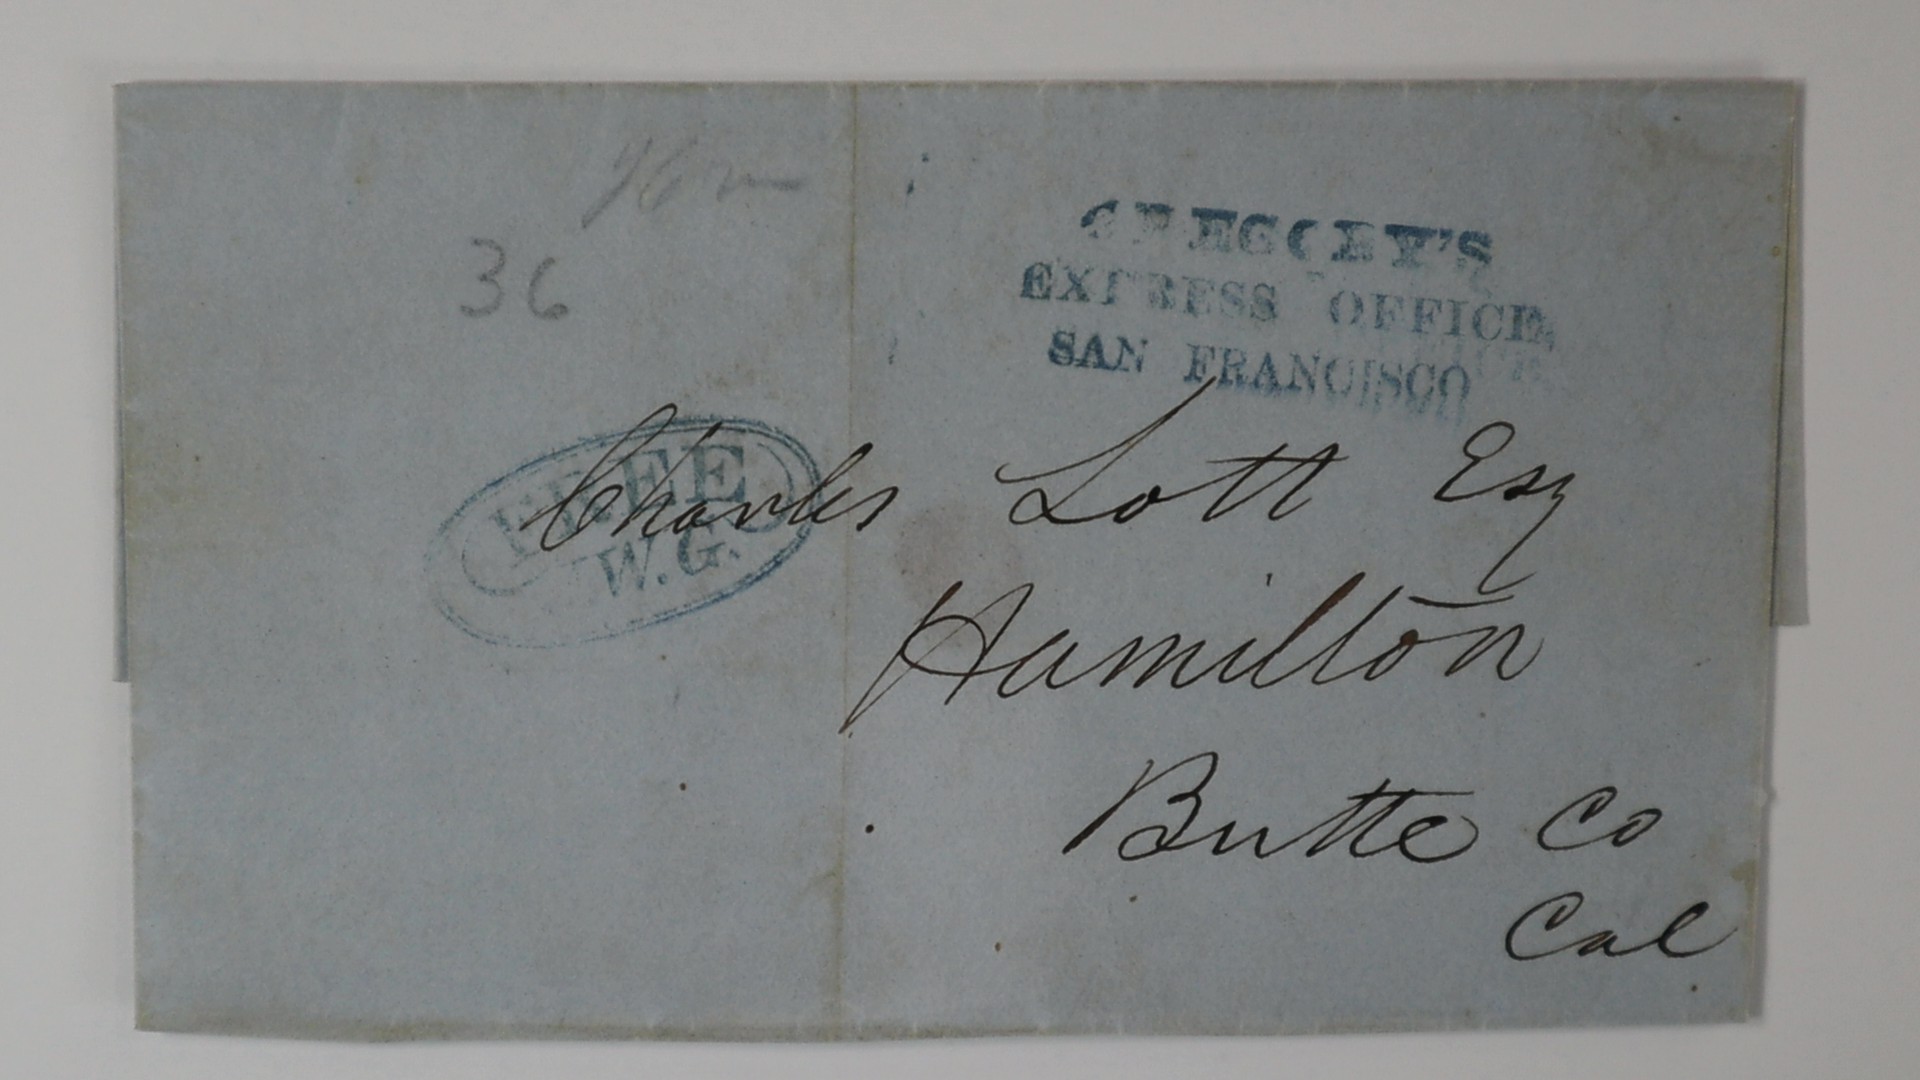 36
GREGORY'S
EXPRESS OFFICE,
SAN FRANCISCO
FREE
W.G.
Charles Lott Esq
Hamilton
Butte Co
Cal